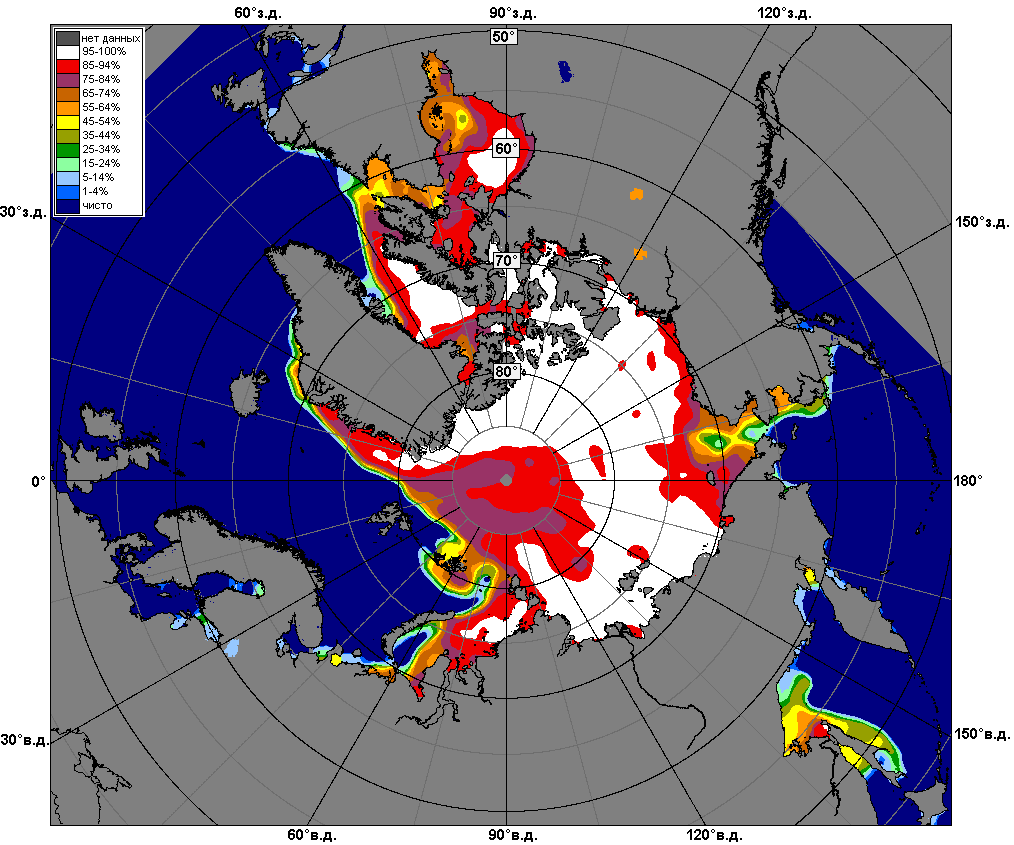 60°з.д. 90°з.д. 120°з.д.
50°
нет данных
95-100%
85-94%
75-84%
65-74%
55-64%
45-54%
35-44%
25-34%
15-24%
5-14%
1-4%
чисто
60°
30°з.д.
150°з.д.
70°
80°
0°
180°
30°в.д.
150°в.д.
60°в.д. 90°в.д. 120°в.д.